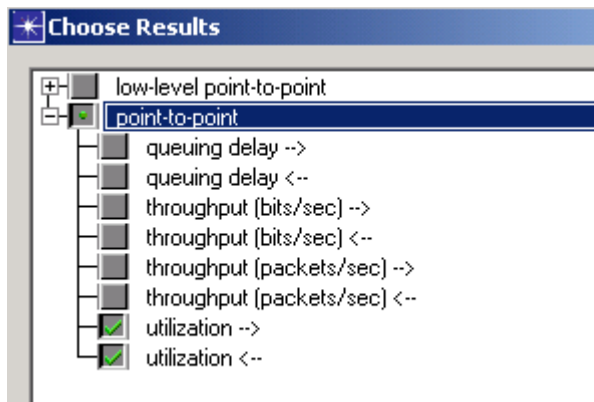 Choose Results
low-level point-to-point
point-to-point
queuing delay -->
queuing delay <--
throughput (bits/sec) -->
throughput (bits/sec) <--
throughput (packets/sec) -->
throughput (packets/sec) <--
utilization -->
utilization <--